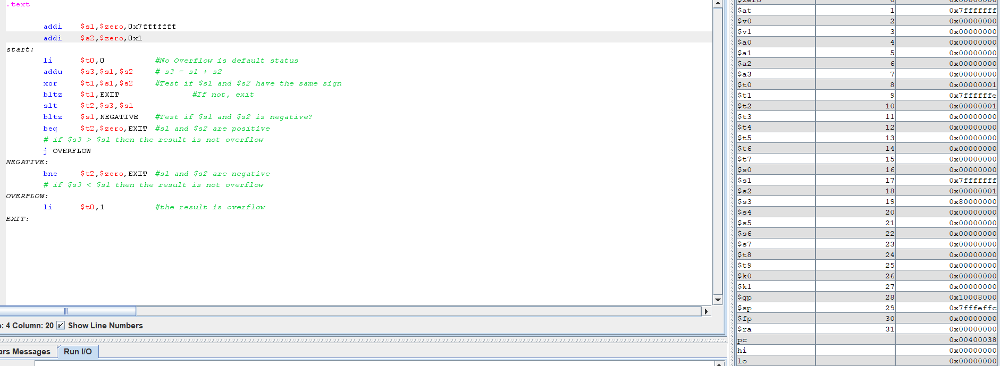 .text
addi $s1,$zero,0x7fffffff
addi $s2,$zero,0x1
start:
li $t0,0 #No Overflow is default status
addu $s3,$s1,$s2 # s3 = s1 + s2
xor $t1,$s1,$s2 #Test if $s1 and $s2 have the same sign
bltz $t1,EXIT #If not, exit
slt $t2,$s3,$s1
bltz $s1,NEGATIVE #Test if $s1 and $s2 is negative?
beq $t2,$zero,EXIT #s1 and $s2 are positive
# if $s3 > $s1 then the result is not overflow
j OVERFLOW
NEGATIVE:
bne $t2,$zero,EXIT #s1 and $s2 are negative
# if $s3 < $s1 then the result is not overflow
OVERFLOW:
li $t0,1 #the result is overflow
EXIT:
e: 4 Column: 20 Show Line Numbers
ars Messages Run I/O
$zero 0 0x00000000
$at 1 0x7fffffff
$v0 2 0x00000000
$v1 3 0x00000000
$a0 4 0x00000000
$a1 5 0x00000000
$a2 6 0x00000000
$a3 7 0x00000000
$t0 8 0x00000001
$t1 9 0x7ffffffe
$t2 10 0x00000001
$t3 11 0x00000000
$t4 12 0x00000000
$t5 13 0x00000000
$t6 14 0x00000000
$t7 15 0x00000000
$s0 16 0x00000000
$s1 17 0x7fffffff
$s2 18 0x00000001
$s3 19 0x80000000
$s4 20 0x00000000
$s5 21 0x00000000
$s6 22 0x00000000
$s7 23 0x00000000
$t8 24 0x00000000
$t9 25 0x00000000
$k0 26 0x00000000
$k1 27 0x00000000
$gp 28 0x10008000
$sp 29 0x7fffeffc
$fp 30 0x00000000
$ra 31 0x00000000
pc 0x00400038
hi 0x00000000
lo 0x00000000